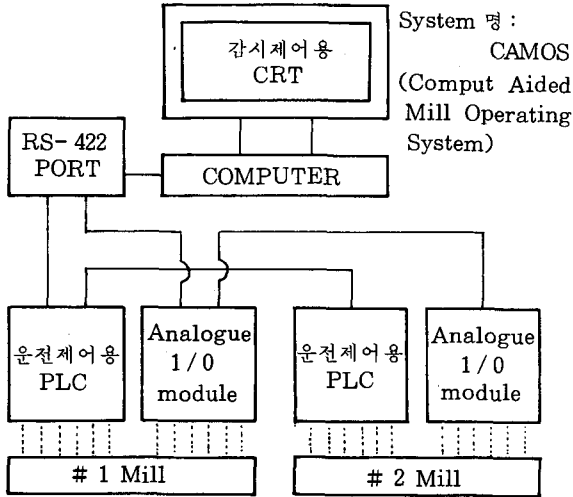 감시제어용
CRT
System 명 :
CAMOS
(Comput Aided
Mill Operating
System)
RS-422
PORT
COMPUTER
운전제어용
PLC
Analogue
1/0
module
운전제어용
PLC
Analogue
1/0
module
# 1 Mill
# 2 Mill